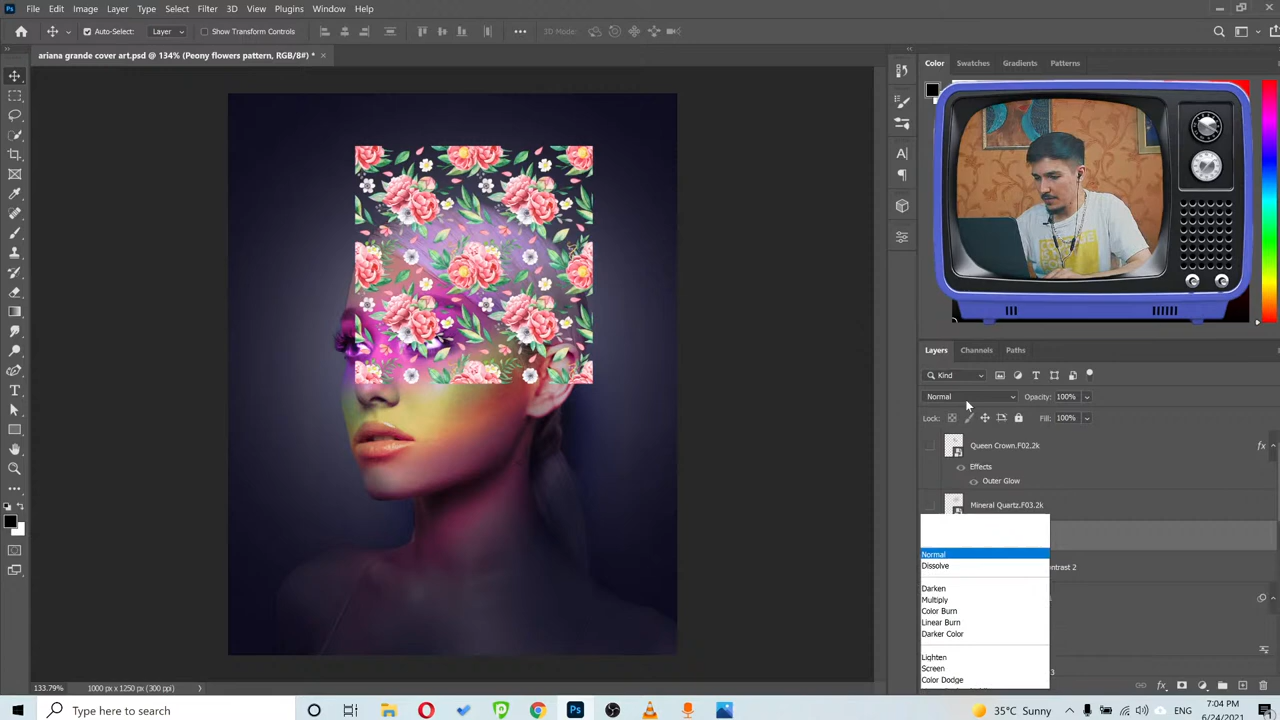 Ps File Edit Image Layer Type Select Filter 3D View Plugins Window Help
Auto-Select: Layer Show Transform Controls 3D Mode:
ariana grande cover art.psd @ 134% (Peony flowers pattern, RGB/8#) * ×
Color Swatches Gradients Patterns
Layers Channels Paths
Kind
Normal Opacity: 100%
Lock: Fill: 100%
Queen Crown.F02.2k fx
Effects
Outer Glow
Mineral Quartz.F03.2k
Normal
Dissolve
ontrast 2
Darken
Multiply
Color Burn
Linear Burn
Darker Color
Lighten
Screen
3
Color Dodge
133.79% 1000 px x 1250 px (300 ppi)
Type here to search
35°C Sunny
ENG
7:04 PM